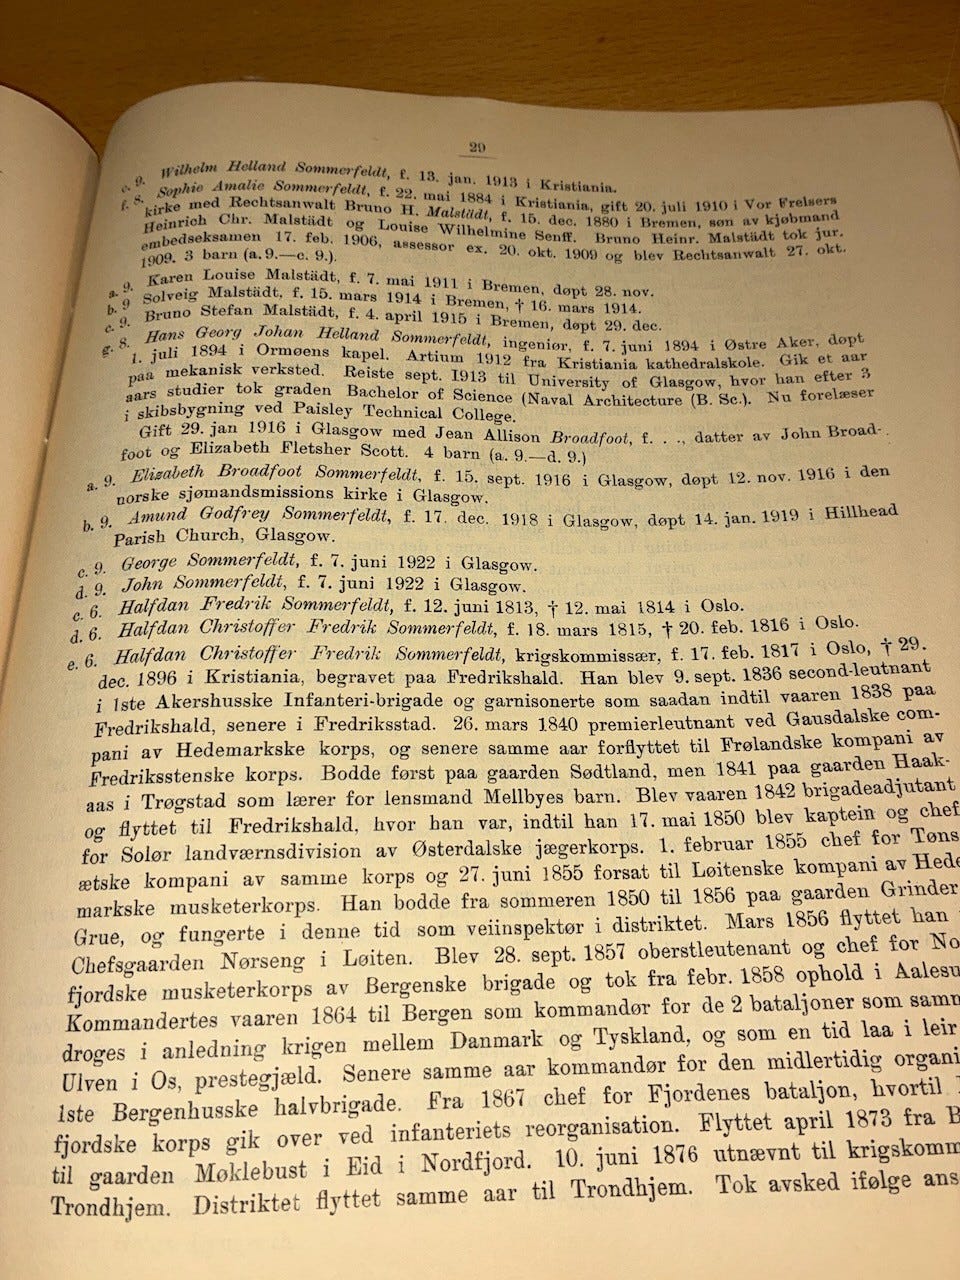 29
e. 9. Wilhelm Helland Sommerfeldt, f. 13. jan. 1913 i Kristiania.
f. 8. Sophie Amalie Sommerfeldt, f. 22. mai 1884 i Kristiania, gift 20. juli 1910 i Vor Frelsers
kirke med Rechtsanwalt Bruno H. Malstädt, f. 15. dec. 1880 i Bremen, søn av kjøbmand
Heinrich Chr. Malstädt og Louise Wilhelmine Senff. Bruno Heinr. Malstädt tok jur.
embedseksamen 17. feb. 1906, assessor ex. 20. okt. 1909 og blev Rechtsanwalt 27. okt.
1909. 3 barn (a. 9.—c. 9.).
a. 9. Karen Louise Malstädt, f. 7. mai 1911 i Bremen, døpt 28. nov.
b. 9 Solveig Malstädt, f. 15. mars 1914 i Bremen, † 16. mars 1914.
c. 9. Bruno Stefan Malstädt, f. 4. april 1915 i Bremen, døpt 29. dec.
g. 8. Hans Georg Johan Helland Sommerfeldt, ingeniør, f. 7. juni 1894 i Østre Aker, døpt
1. juli 1894 i Ormøens kapel. Artium 1912 fra Kristiania kathedralskole. Gik et aar
paa mekanisk verksted. Reiste sept. 1913 til University of Glasgow, hvor han efter 3
aars studier tok graden Bachelor of Science (Naval Architecture (B. Sc.). Nu forelæser
i skibsbygning ved Paisley Technical College.
Gift 29. jan 1916 i Glasgow med Jean Allison Broadfoot, f. . ., datter av John Broad-
foot og Elizabeth Fletsher Scott. 4 barn (a. 9.—d. 9.)
a. 9. Elizabeth Broadfoot Sommerfeldt, f. 15. sept. 1916 i Glasgow, døpt 12. nov. 1916 i den
norske sjømandsmissions kirke i Glasgow.
b. 9. Amund Godfrey Sommerfeldt, f. 17. dec. 1918 i Glasgow, døpt 14. jan. 1919 i Hillhead
Parish Church, Glasgow.
c. 9. George Sommerfeldt, f. 7. juni 1922 i Glasgow.
d. 9. John Sommerfeldt, f. 7. juni 1922 i Glasgow.
c. 6. Halfdan Fredrik Sommerfeldt, f. 12. juni 1813, † 12. mai 1814 i Oslo.
d. 6. Halfdan Christoffer Fredrik Sommerfeldt, f. 18. mars 1815, † 20. feb. 1816 i Oslo.
e. 6. Halfdan Christoffer Fredrik Sommerfeldt, krigskommissær, f. 17. feb. 1817 i Oslo, † 29.
dec. 1896 i Kristiania, begravet paa Fredrikshald. Han blev 9. sept. 1836 second-leutnant
i 1ste Akershusske Infanteri-brigade og garnisonerte som saadan indtil vaaren 1838 paa
Fredrikshald, senere i Fredriksstad. 26. mars 1840 premierleutnant ved Gausdalske com-
pani av Hedemarkske korps, og senere samme aar forflyttet til Frølandske kompani av
Fredriksstenske korps. Bodde først paa gaarden Sødtland, men 1841 paa gaarden Haak-
aas i Trøgstad som lærer for lensmand Mellbyes barn. Blev vaaren 1842 brigadeadjutant
og flyttet til Fredrikshald, hvor han var, indtil han 17. mai 1850 blev kaptein og chef
for Solør landværnsdivision av Østerdalske jægerkorps. 1. februar 1855 chef for Tøns
ætske kompani av samme korps og 27. juni 1855 forsat til Løitenske kompani av Hede
markske musketerkorps. Han bodde fra sommeren 1850 til 1856 paa gaarden Grinder
Grue, og fungerte i denne tid som veiinspektør i distriktet. Mars 1856 flyttet han
Chefsgaarden Nørseng i Løiten. Blev 28. sept. 1857 oberstleutenant og chef for No
fjordske musketerkorps av Bergenske brigade og tok fra febr. 1858 ophold i Aalesu
Kommandertes vaaren 1864 til Bergen som kommandør for de 2 bataljoner som samm
droges i anledning krigen mellem Danmark og Tyskland, og som en tid laa i leir
Ulven i Os, prestegjæld. Senere samme aar kommandør for den midlertidig organi
1ste Bergenhusske halvbrigade. Fra 1867 chef for Fjordenes bataljon, hvortil
fjordske korps gik over ved infanteriets reorganisation. Flyttet april 1873 fra B
til gaarden Møklebust i Eid i Nordfjord. 10. juni 1876 utnævnt til krigskomm
Trondhjem. Distriktet flyttet samme aar til Trondhjem. Tok avsked ifølge ans